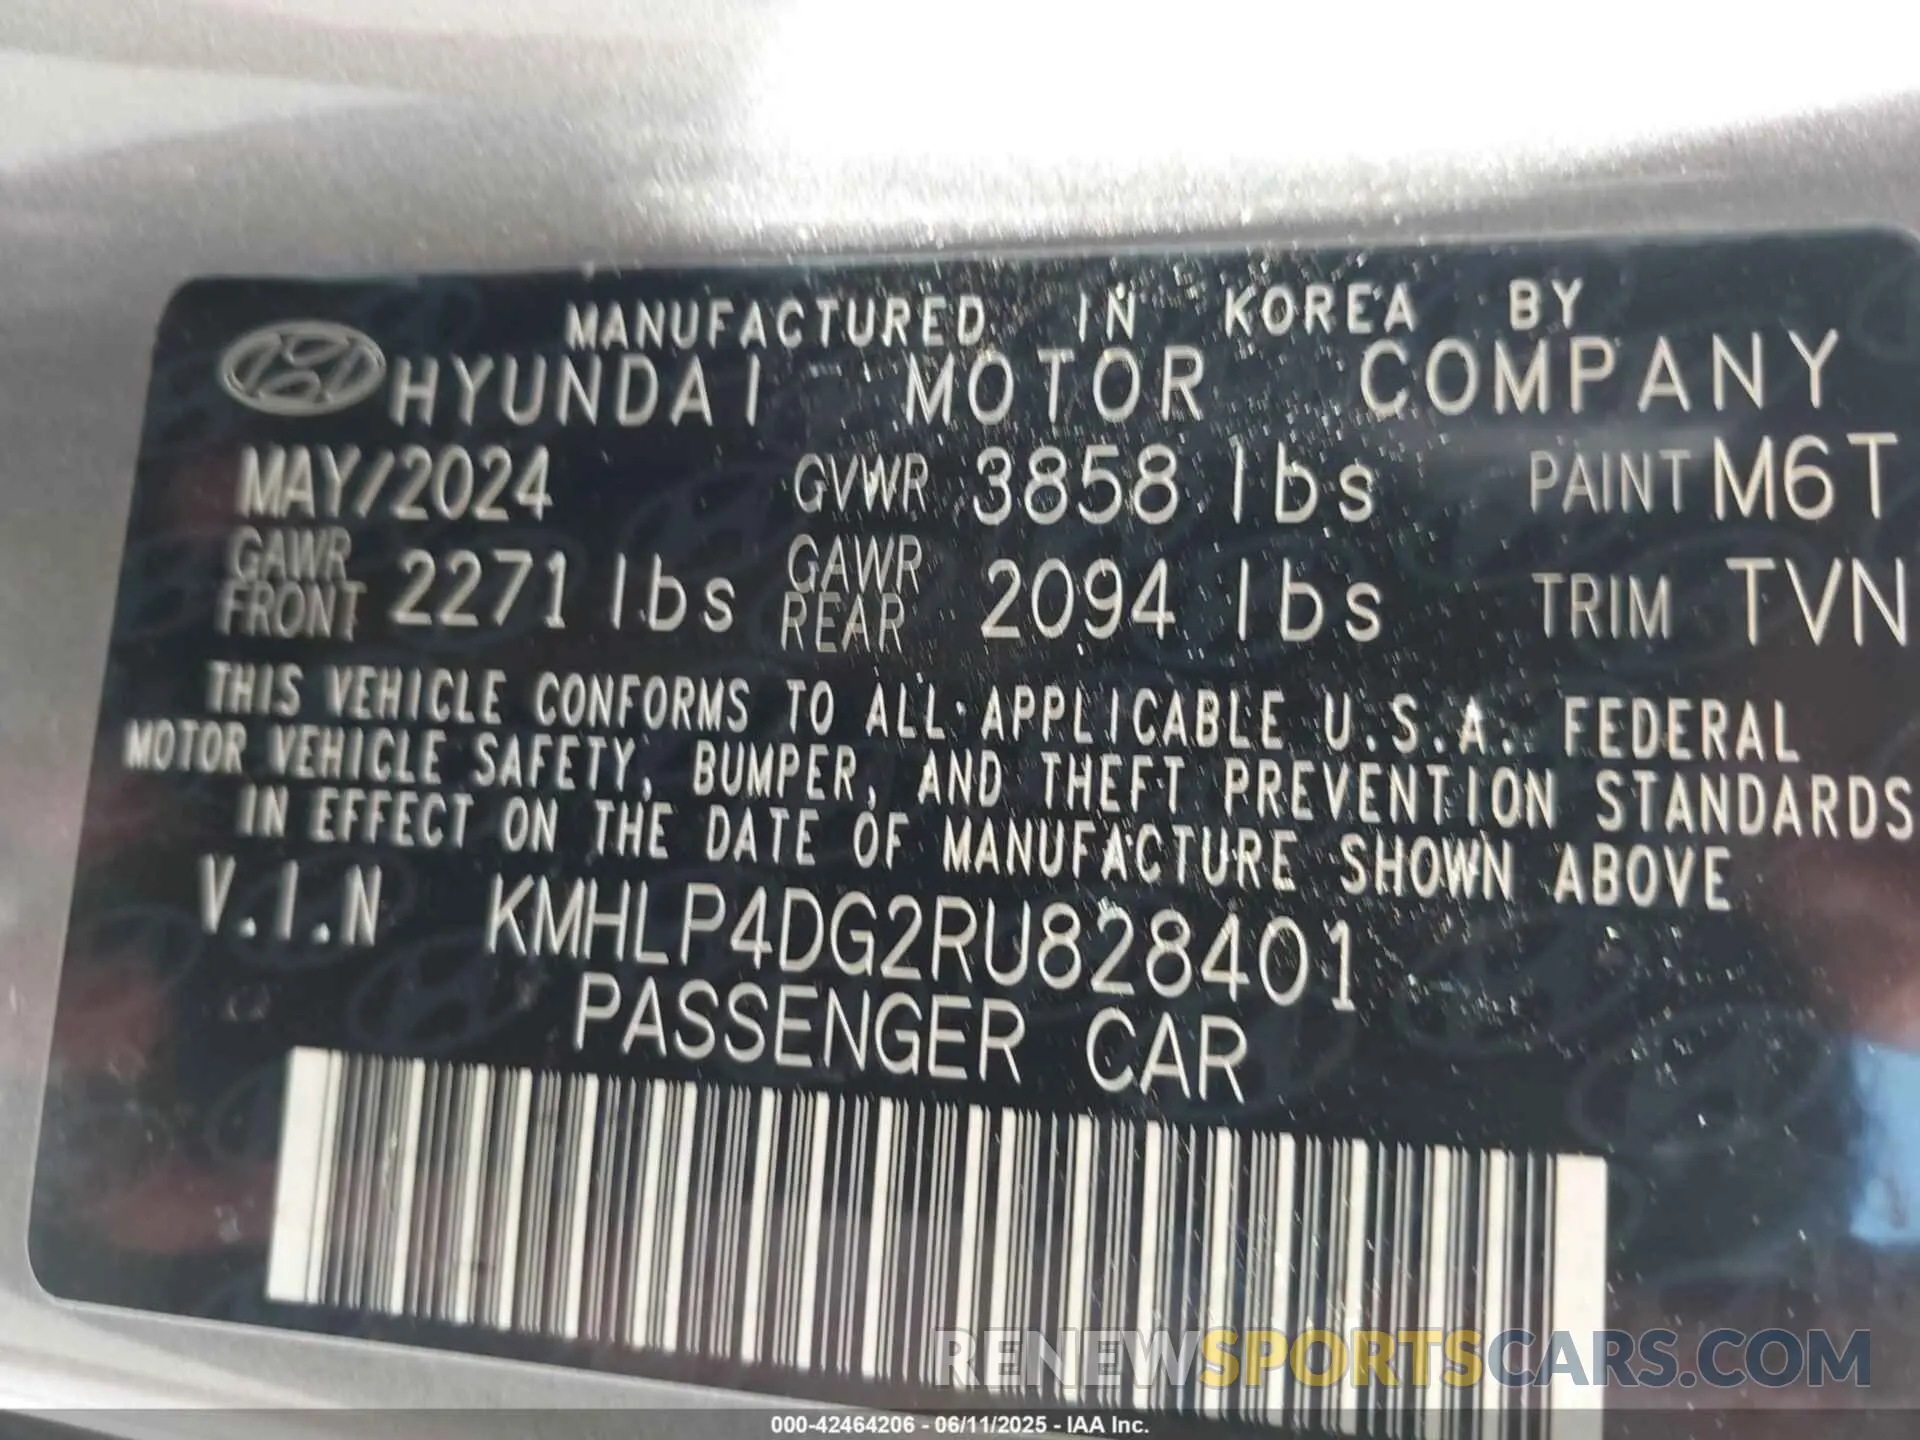 MANUFACTURED IN KOREA BY
HYUNDAI MOTOR COMPANY
MAY/2024 GVWR 3858 lbs PAINT M6T
GAWR FRONT 2271 lbs GAWR REAR 2094 lbs TRIM TVN
THIS VEHICLE CONFORMS TO ALL APPLICABLE U.S.A. FEDERAL
MOTOR VEHICLE SAFETY, BUMPER, AND THEFT PREVENTION STANDARDS
IN EFFECT ON THE DATE OF MANUFACTURE SHOWN ABOVE
V.I.N KMHLP4DG2RU828401
PASSENGER CAR
RENEWSPORTSCARS.COM
000-42464206 - 06/11/2025 - IAA Inc.